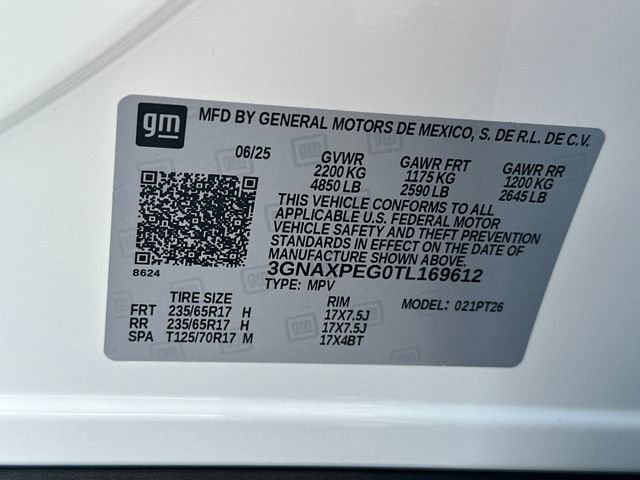 gm
MFD BY GENERAL MOTORS DE MEXICO, S. DE R.L. DE C.V.
06/25 GVWR GAWR FRT GAWR RR
2200 KG 1175 KG 1200 KG
4850 LB 2590 LB 2645 LB
THIS VEHICLE CONFORMS TO ALL
APPLICABLE U.S. FEDERAL MOTOR
VEHICLE SAFETY AND THEFT PREVENTION
STANDARDS IN EFFECT ON THE DATE OF
MANUFACTURE SHOWN ABOVE.
8624
3GNAXPEG0TL169612
TYPE: MPV
TIRE SIZE RIM MODEL: 021PT26
FRT 235/65R17 H 17X7.5J
RR 235/65R17 H 17X7.5J
SPA T125/70R17 M 17X4BT